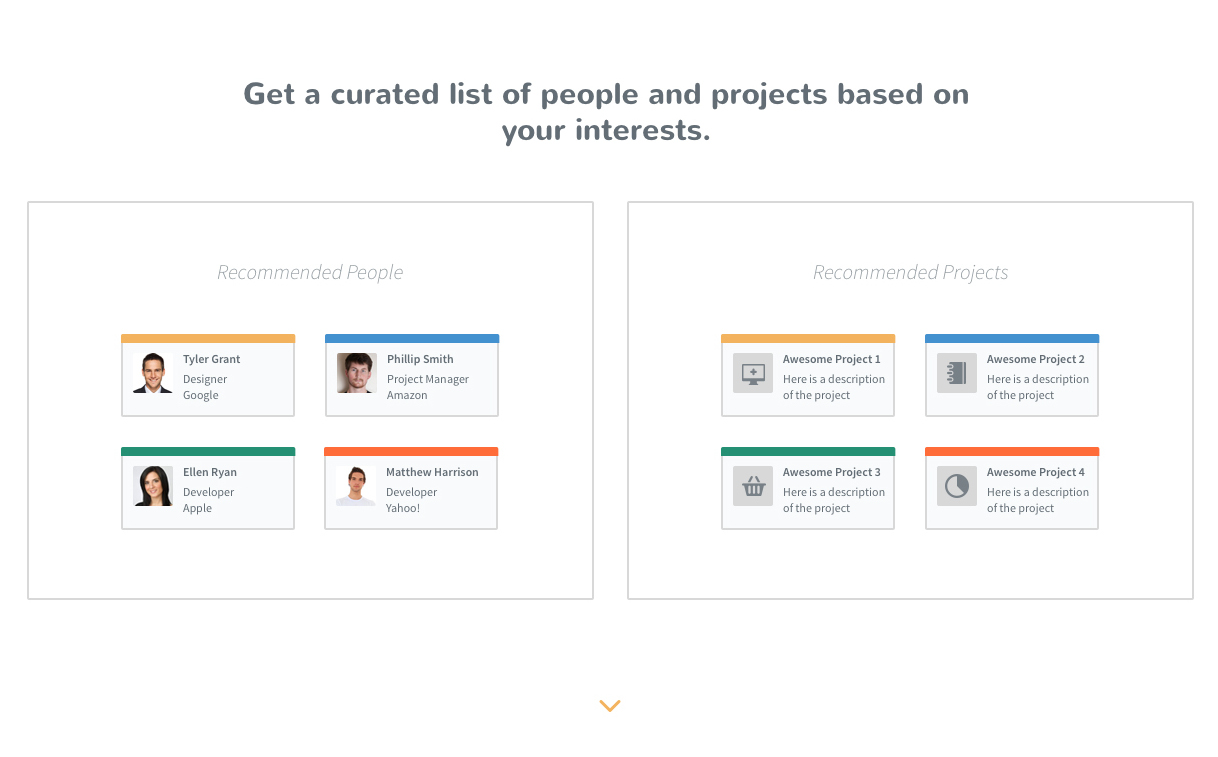 Get a curated list of people and projects based on
your interests.
Recommended People
Tyler Grant
Designer
Google
Phillip Smith
Project Manager
Amazon
Ellen Ryan
Developer
Apple
Matthew Harrison
Developer
Yahoo!
Recommended Projects
Awesome Project 1
Here is a description
of the project
Awesome Project 2
Here is a description
of the project
Awesome Project 3
Here is a description
of the project
Awesome Project 4
Here is a description
of the project